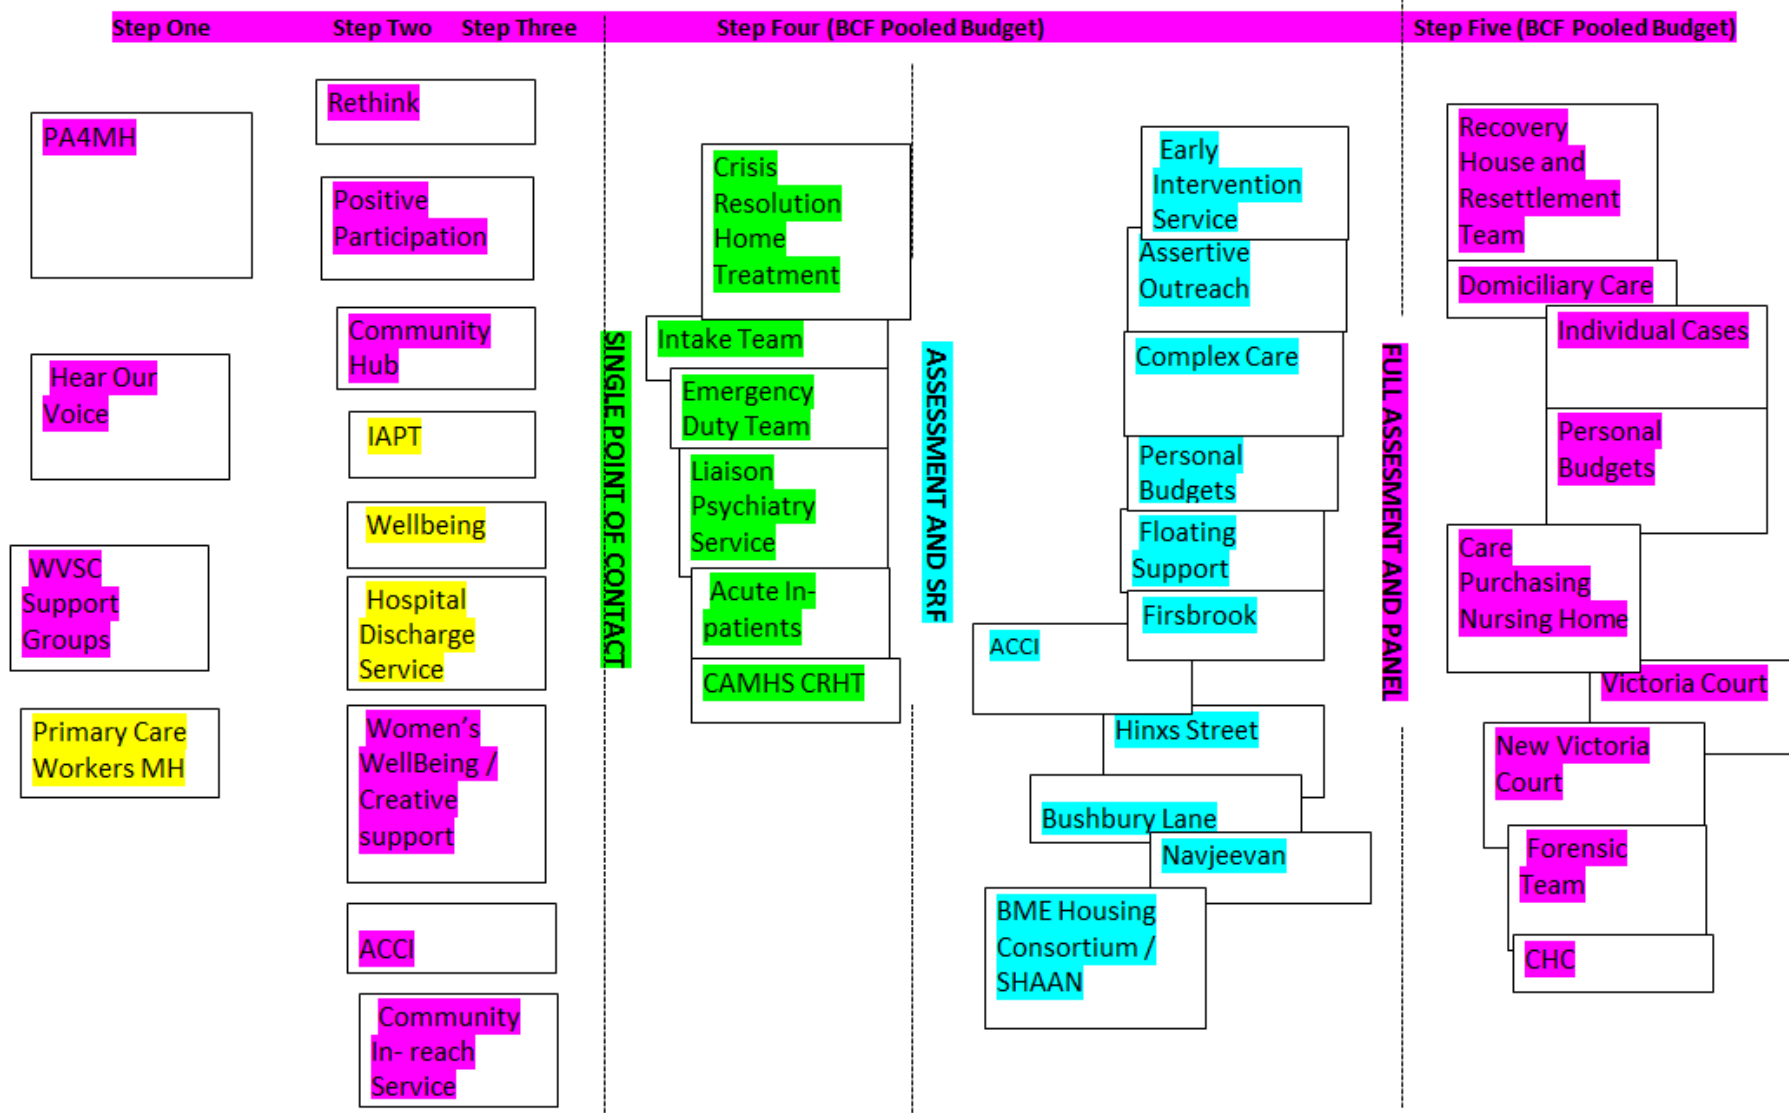 Step One
Step Two
Step Three
Step Four (BCF Pooled Budget)
Step Five (BCF Pooled Budget)
PA4MH
Hear Our
Voice
WVSC
Support
Groups
Primary Care
Workers MH
Rethink
Positive
Participation
Community
Hub
IAPT
Wellbeing
Hospital
Discharge
Service
Women’s
WellBeing /
Creative
support
ACCI
Community
In- reach
Service
SINGLE POINT OF CONTACT
Crisis
Resolution
Home
Treatment
Intake Team
Emergency
Duty Team
Liaison
Psychiatry
Service
Acute In-
patients
CAMHS CRHT
ASSESSMENT AND SRF
Early
Intervention
Service
Assertive
Outreach
Complex Care
Personal
Budgets
Floating
Support
Firsbrook
ACCI
Hinxs Street
Bushbury Lane
Navjeevan
BME Housing
Consortium /
SHAAN
FULL ASSESMENT AND PANEL
Recovery
House and
Resettlement
Team
Domiciliary Care
Individual Cases
Personal
Budgets
Care
Purchasing
Nursing Home
Victoria Court
New Victoria
Court
Forensic
Team
CHC